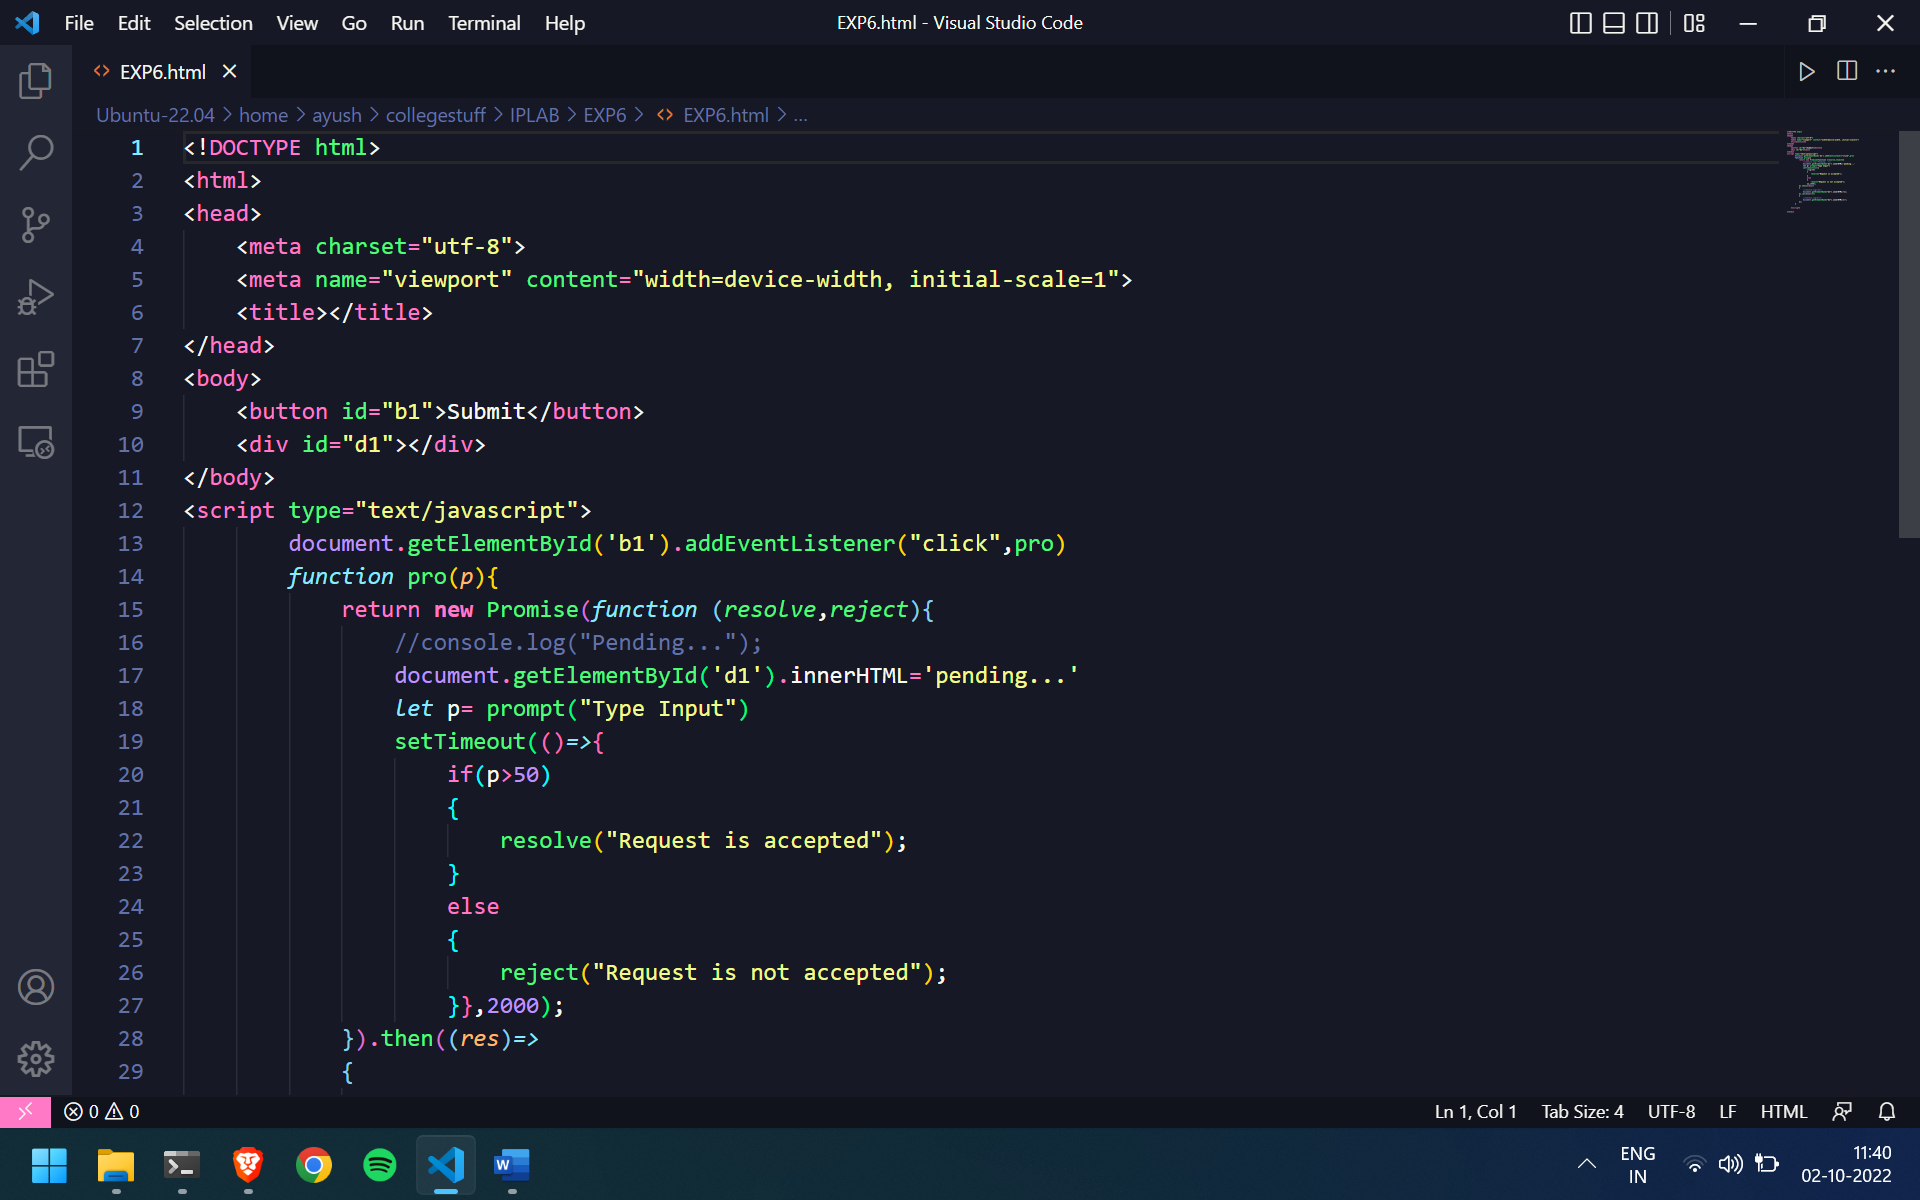 File Edit Selection View Go Run Terminal Help EXP6.html - Visual Studio Code
EXP6.html
Ubuntu-22.04 > home > ayush > collegestuff > IPLAB > EXP6 > EXP6.html > ...
1 <!DOCTYPE html>
2 <html>
3 <head>
4     <meta charset="utf-8">
5     <meta name="viewport" content="width=device-width, initial-scale=1">
6     <title></title>
7 </head>
8 <body>
9     <button id="b1">Submit</button>
10     <div id="d1"></div>
11 </body>
12 <script type="text/javascript">
13         document.getElementById('b1').addEventListener("click",pro)
14         function pro(p){
15             return new Promise(function (resolve,reject){
16                 //console.log("Pending...");
17                 document.getElementById('d1').innerHTML='pending...'
18                 let p= prompt("Type Input")
19                 setTimeout(()=>{
20                     if(p>50)
21                     {
22                         resolve("Request is accepted");
23                     }
24                     else
25                     {
26                         reject("Request is not accepted");
27                     }},2000);
28             }).then((res)=>
29             {
0 0 Ln 1, Col 1 Tab Size: 4 UTF-8 LF HTML
ENG
IN
11:40
02-10-2022